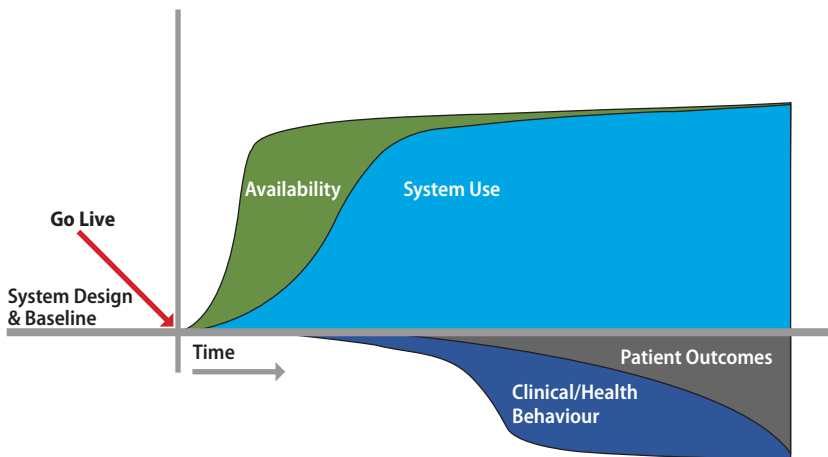 Availability
System Use
Go Live
System Design
& Baseline
Time
Patient Outcomes
Clinical/Health
Behaviour